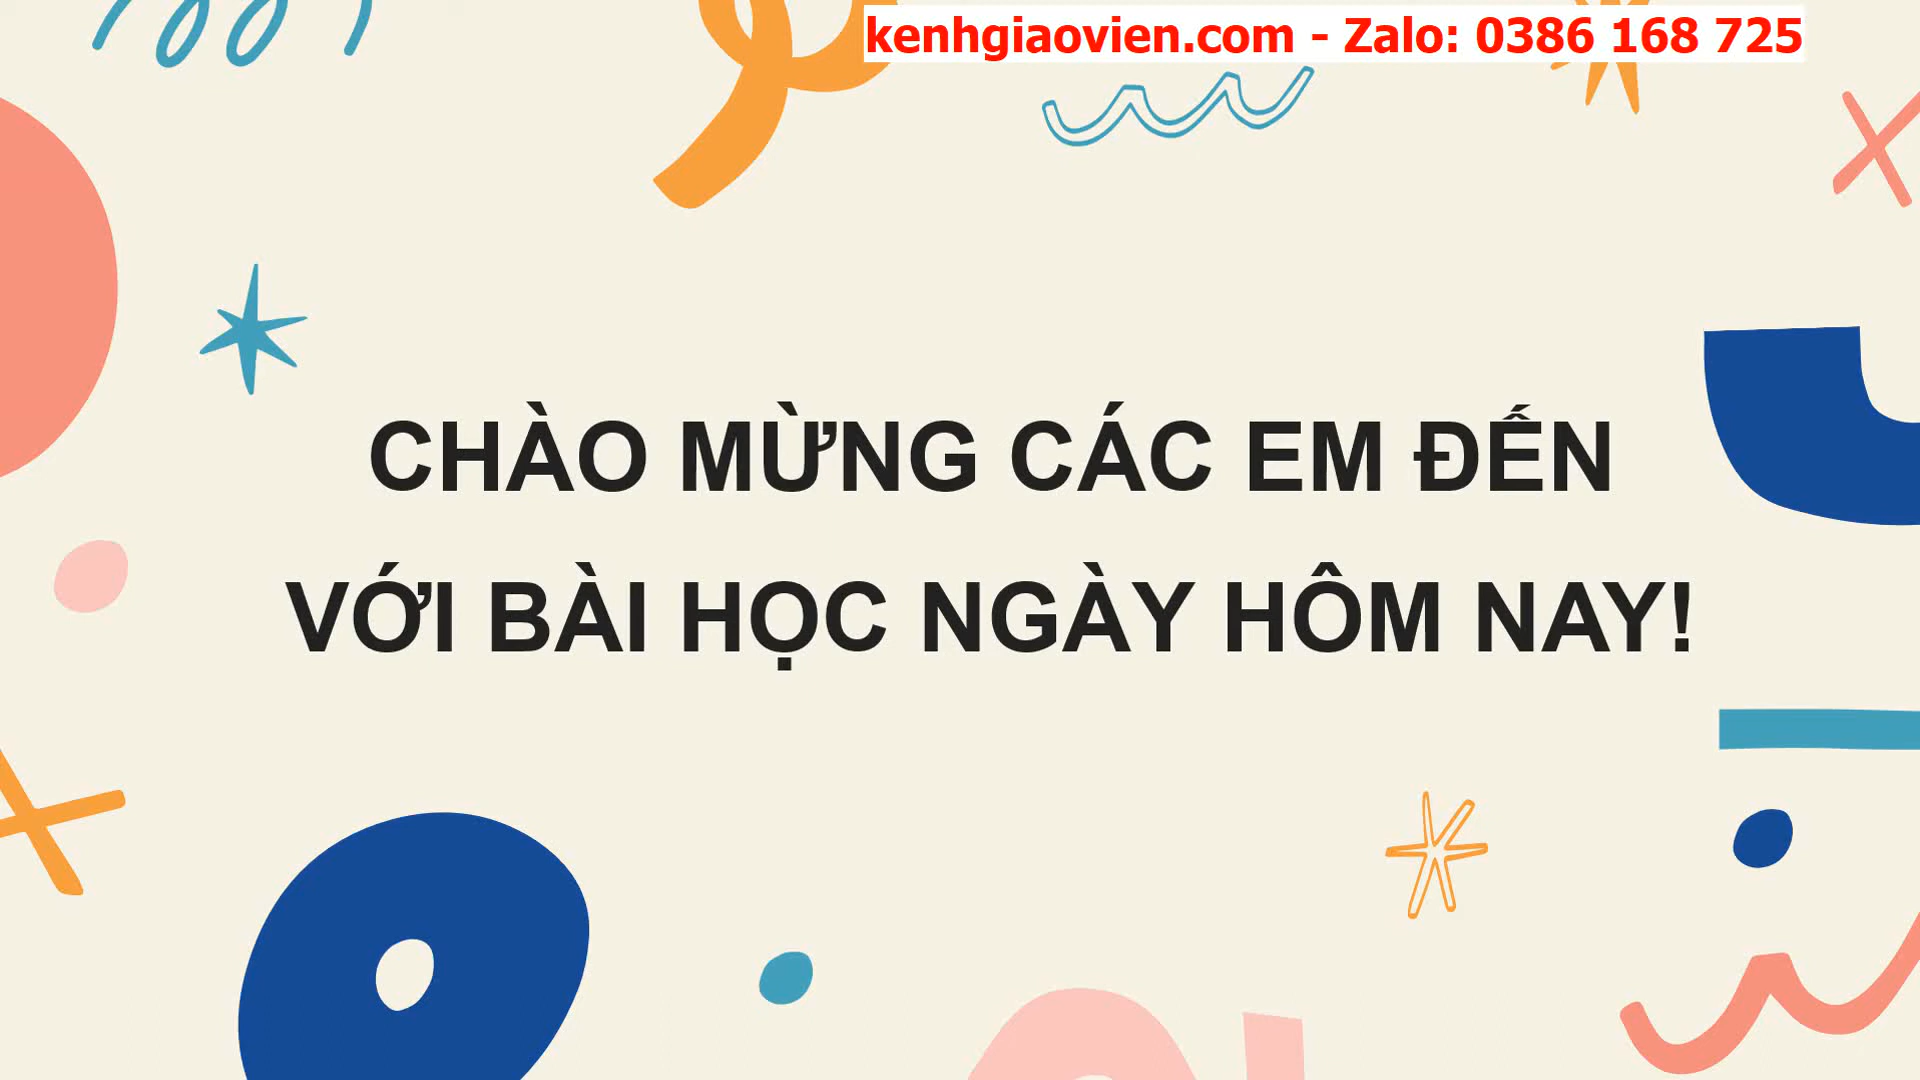 kenhgiaovien.com - Zalo: 0386 168 725
CHÀO MỪNG CÁC EM ĐẾN
VỚI BÀI HỌC NGÀY HÔM NAY!